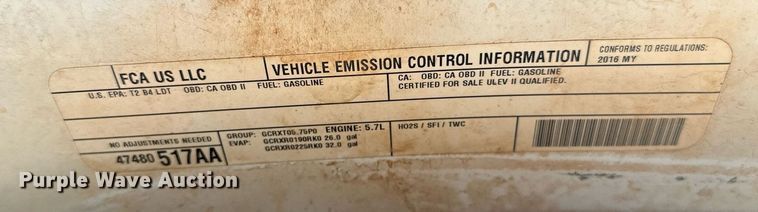 FCA US LLC
VEHICLE EMISSION CONTROL INFORMATION
CONFORMS TO REGULATIONS:
2016 MY
U.S. EPA: T2 B4 LDT OBD: CA OBD II FUEL: GASOLINE
CA: OBD: CA OBD II FUEL: GASOLINE
CERTIFIED FOR SALE ULEV II QUALIFIED.
NO ADJUSTMENTS NEEDED
47480517AA
GROUP: GCRXT05.75P0 ENGINE: 5.7L
EVAP: GCRXR0190RK0 26.0 gal
GCRXR0225RK0 32.0 gal
HO2S / SFI / TWC
Purple Wave Auction